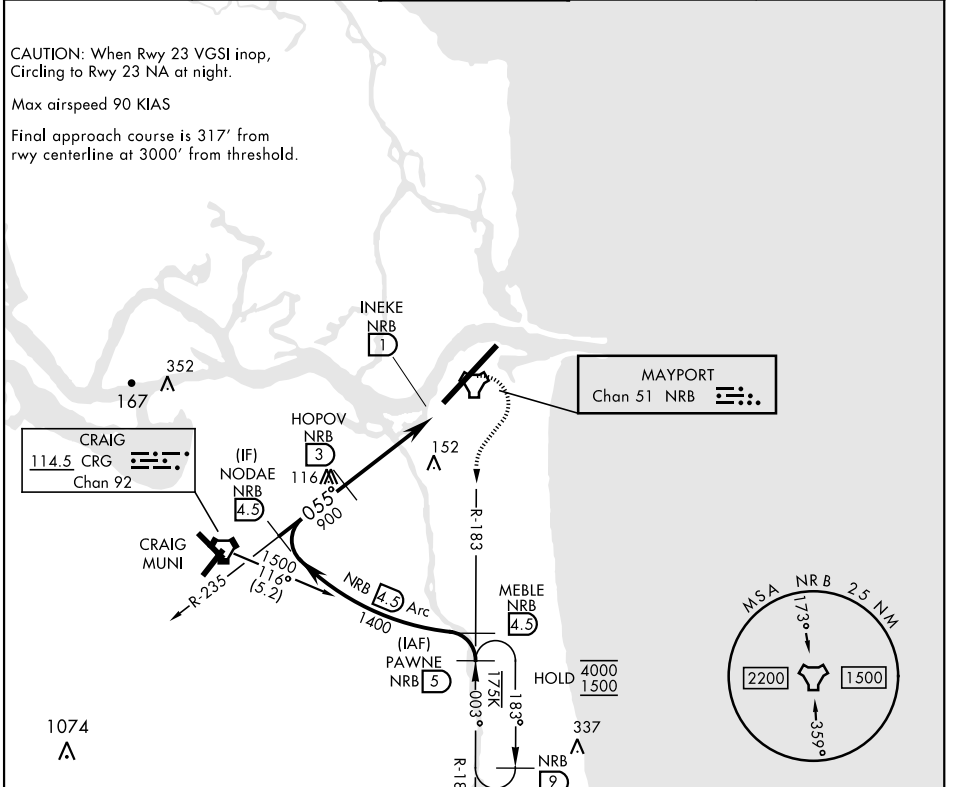 CAUTION: When Rwy 23 VGSI inop,
Circling to Rwy 23 NA at night.
Max airspeed 90 KIAS
Final approach course is 317' from
rwy centerline at 3000' from threshold.
INEKE
NRB
1
MAYPORT
Chan 51 NRB
352
167
HOPOV
NRB
3
116
152
CRAIG
114.5 CRG
Chan 92
(IF)
NODAE
NRB
4.5
055°
900
R-183
CRAIG
MUNI
R-235
1500
116°
(5.2)
NRB 4.5 Arc
1400
MEBLE
NRB
4.5
(IAF)
PAWNE
NRB 5
175K
003°
183°
HOLD 4000
1500
337
NRB
9
R-18
1074
MSA NRB 25 NM
173°
2200
1500
359°